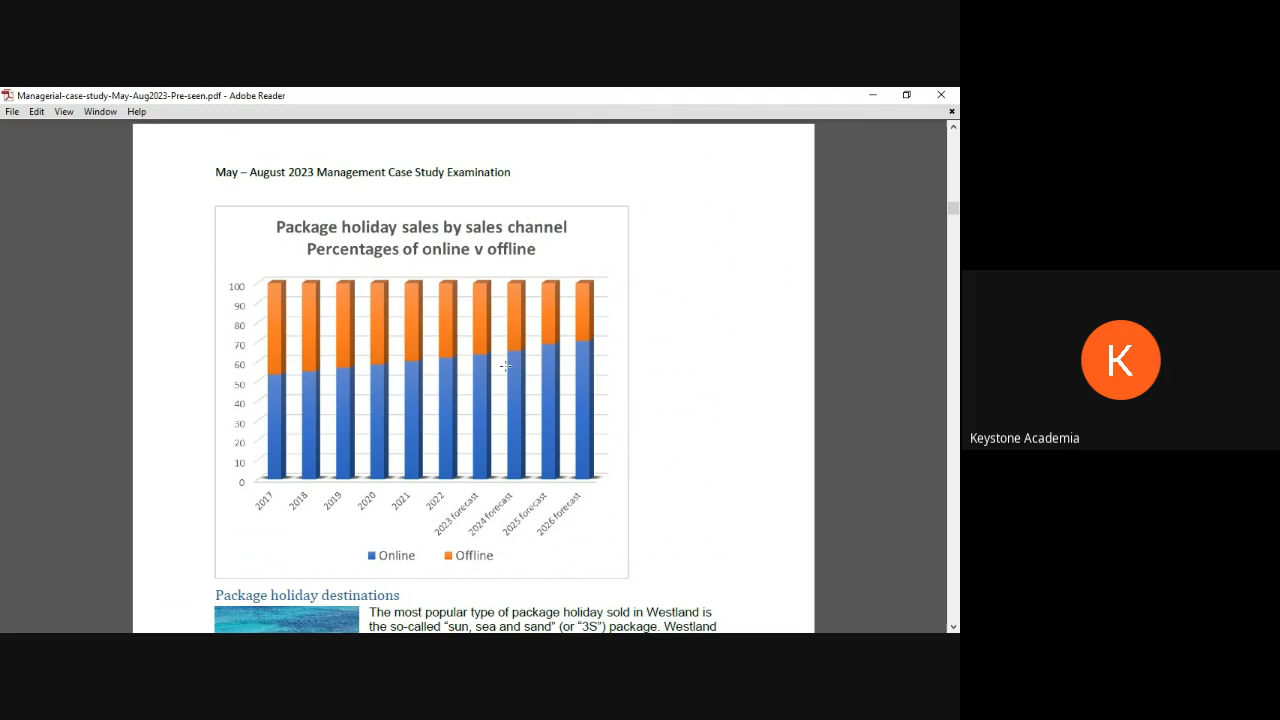 Managerial-case-study-May-Aug2023-Pre-seen.pdf - Adobe Reader
File Edit View Window Help
May – August 2023 Management Case Study Examination
Package holiday sales by sales channel
Percentages of online v offline
100
90
80
70
60
50
40
30
20
10
0
2017 2018 2019 2020 2021 2022 2023 forecast 2024 forecast 2025 forecast 2026 forecast
Online Offline
Package holiday destinations
The most popular type of package holiday sold in Westland is
the so-called “sun, sea and sand” (or “3S”) package. Westland
K
Keystone Academia